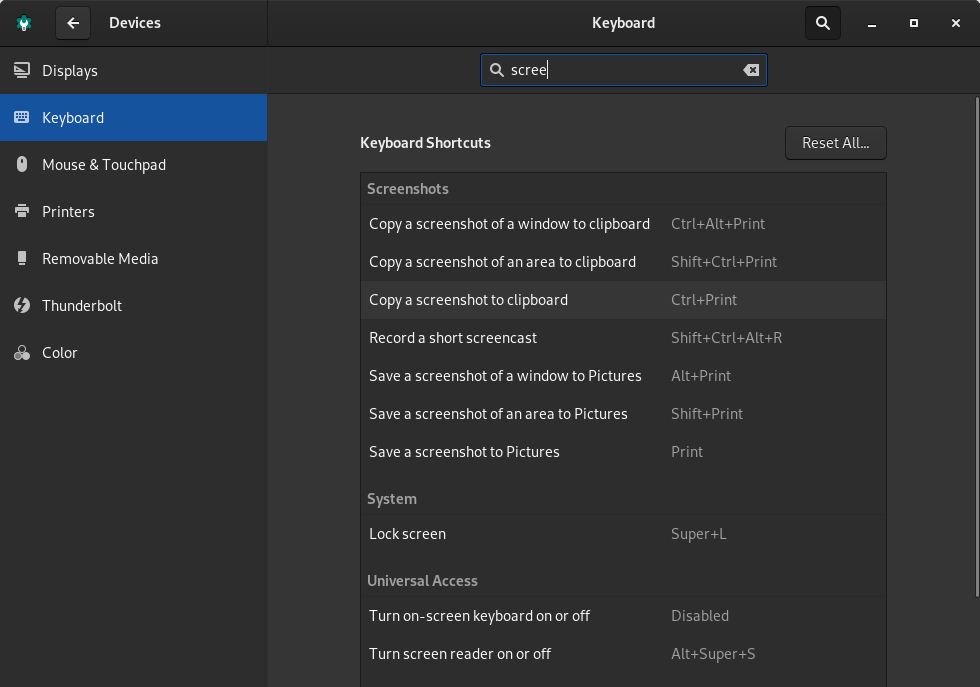 Devices
Keyboard
Displays
Keyboard
Mouse & Touchpad
Printers
Removable Media
Thunderbolt
Color
scree
Keyboard Shortcuts
Reset All...
Screenshots
Copy a screenshot of a window to clipboard Ctrl+Alt+Print
Copy a screenshot of an area to clipboard Shift+Ctrl+Print
Copy a screenshot to clipboard Ctrl+Print
Record a short screencast Shift+Ctrl+Alt+R
Save a screenshot of a window to Pictures Alt+Print
Save a screenshot of an area to Pictures Shift+Print
Save a screenshot to Pictures Print
System
Lock screen Super+L
Universal Access
Turn on-screen keyboard on or off Disabled
Turn screen reader on or off Alt+Super+S